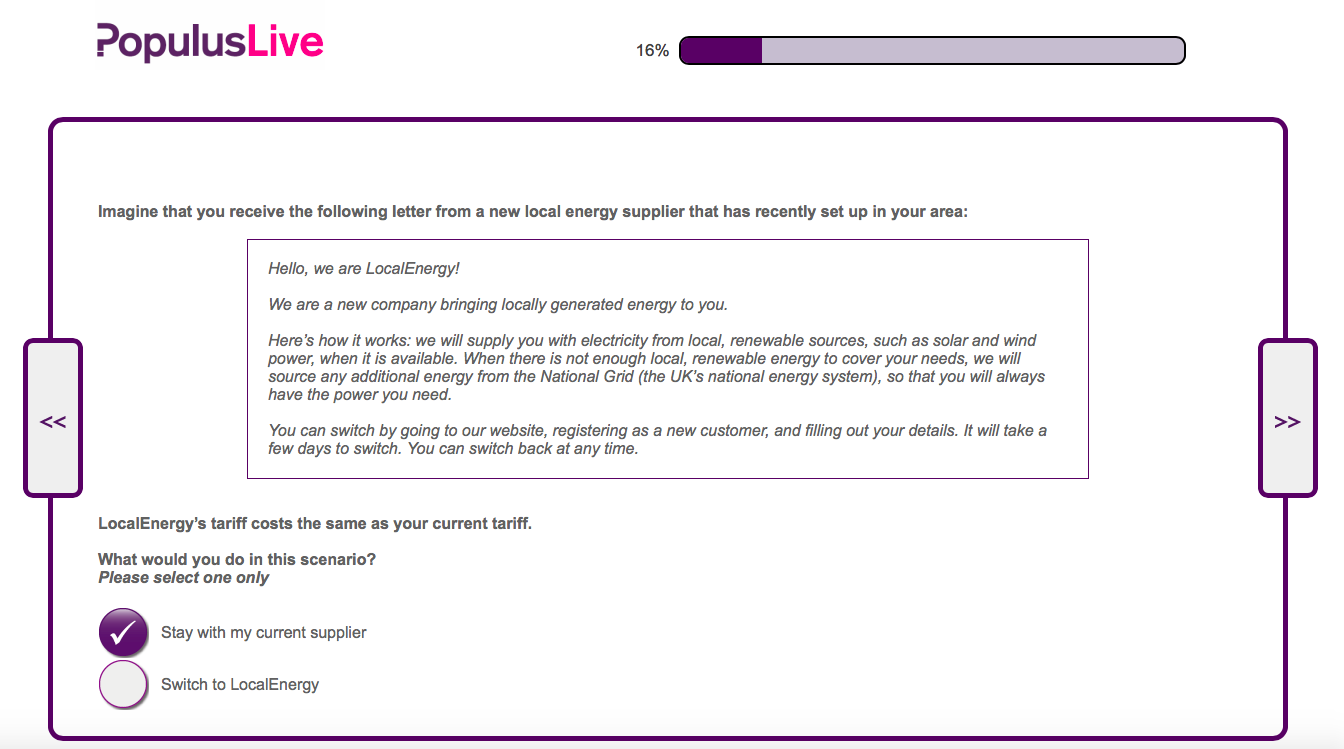 PopulusLive
16%
Imagine that you receive the following letter from a new local energy supplier that has recently set up in your area:
Hello, we are LocalEnergy!
We are a new company bringing locally generated energy to you.
Here’s how it works: we will supply you with electricity from local, renewable sources, such as solar and wind
power, when it is available. When there is not enough local, renewable energy to cover your needs, we will
source any additional energy from the National Grid (the UK’s national energy system), so that you will always
have the power you need.
You can switch by going to our website, registering as a new customer, and filling out your details. It will take a
few days to switch. You can switch back at any time.
<<
>>
LocalEnergy’s tariff costs the same as your current tariff.
What would you do in this scenario?
Please select one only
Stay with my current supplier
Switch to LocalEnergy